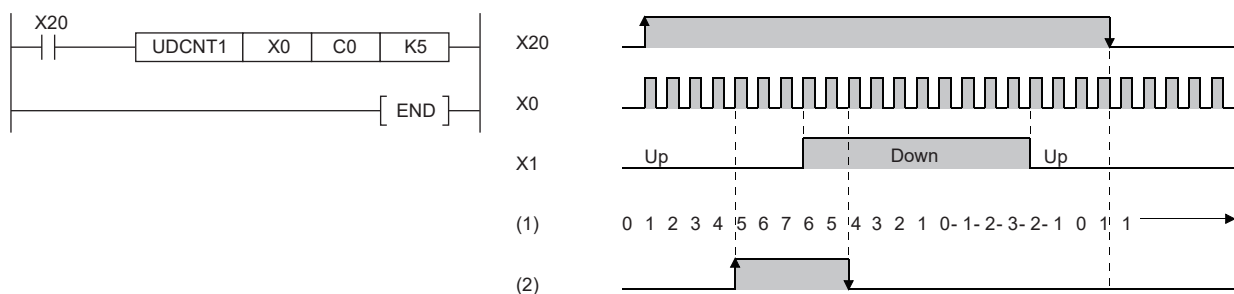 X20
UDCNT1 X0 C0 K5
END
X20
X0
X1 Up Down Up
(1) 0 1 2 3 4 5 6 7 6 5 4 3 2 1 0 -1 -2 -3 -2 -1 0 1 1
(2)